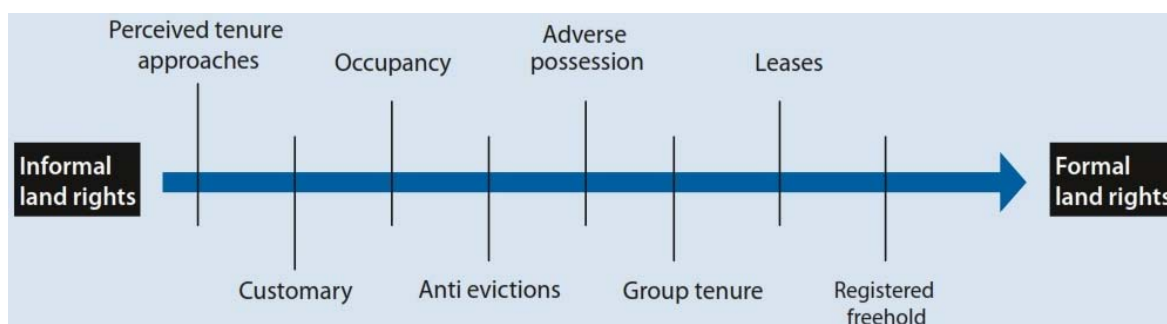 Perceived tenure
approaches
Occupancy
Adverse
possession
Leases
Informal
land rights
Formal
land rights
Customary
Anti evictions
Group tenure
Registered
freehold